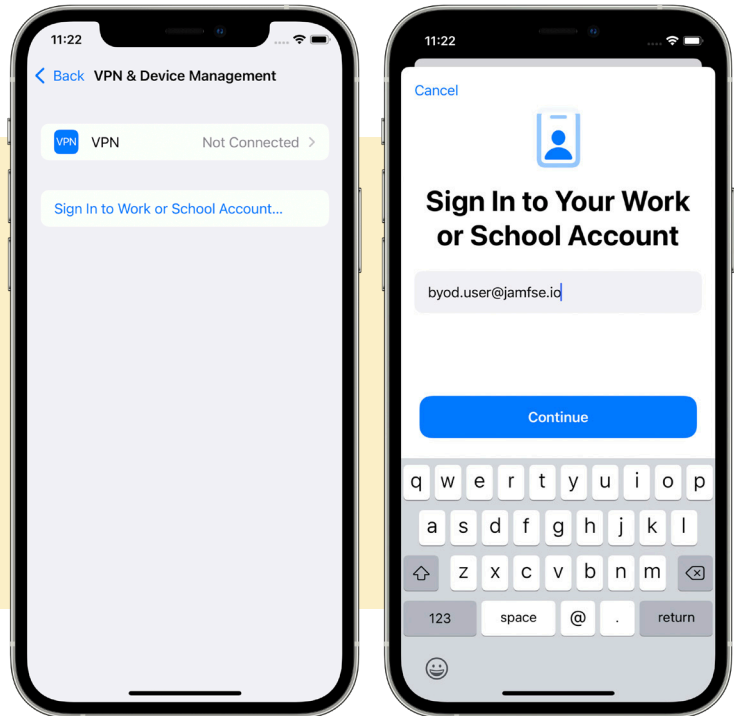 11:22
Back VPN & Device Management
VPN VPN Not Connected
Sign In to Work or School Account...
11:22
Cancel
Sign In to Your Work
or School Account
byod.user@jamfse.io
Continue
q w e r t y u i o p
a s d f g h j k l
z x c v b n m
123 space @ . return